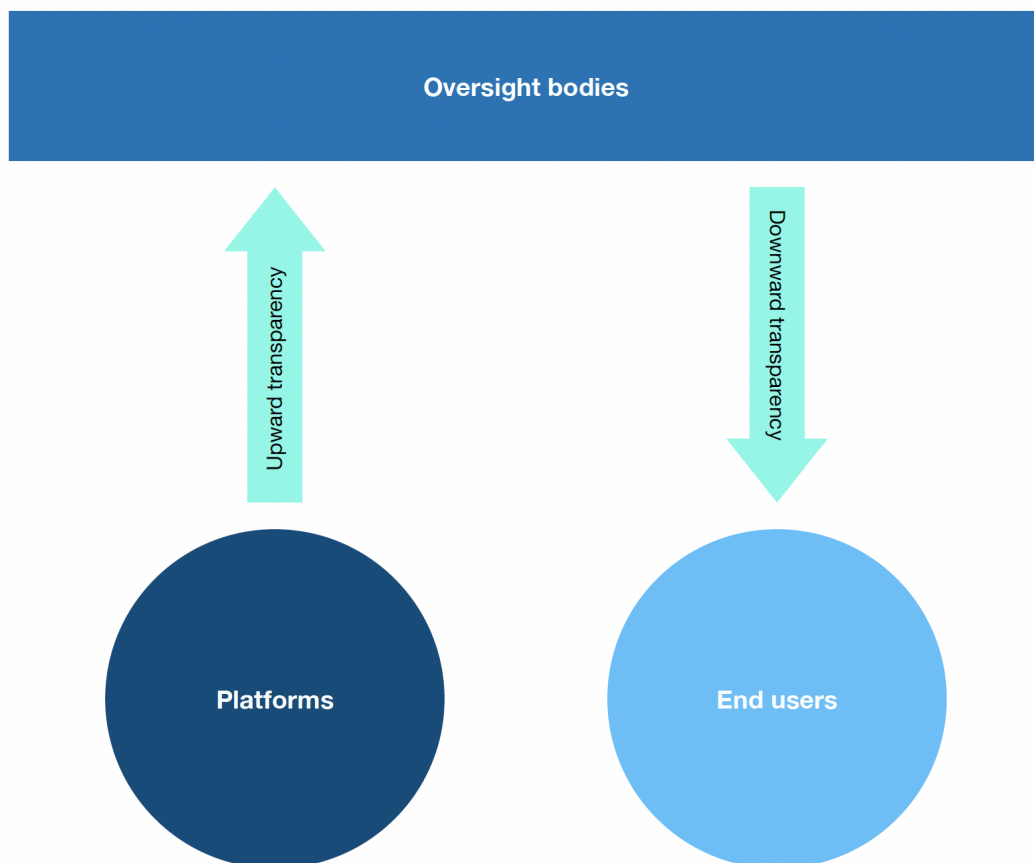 Oversight bodies
Upward transparency
Downward transparency
Platforms
End users